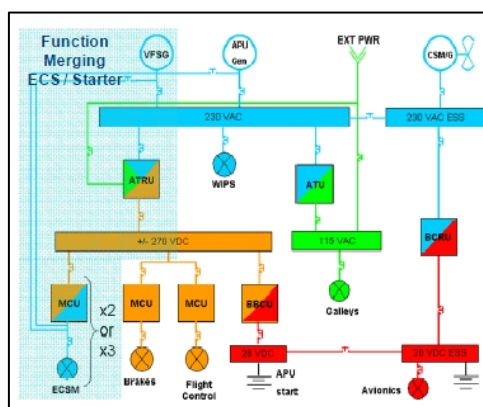 Function
Merging
ECS / Starter
VFSG
APU
Gen
EXT PWR
CSM/G
230 VAC
230 VAC ESS
ATRU
WIPS
ATU
BCRU
+/- 270 VDC
115 VAC
MCU
x2
or
x3
MCU
MCU
BBCU
Galleys
28 VDC
28 VDC ESS
ECSM
Brakes
Flight
Control
APU
start
Avionics